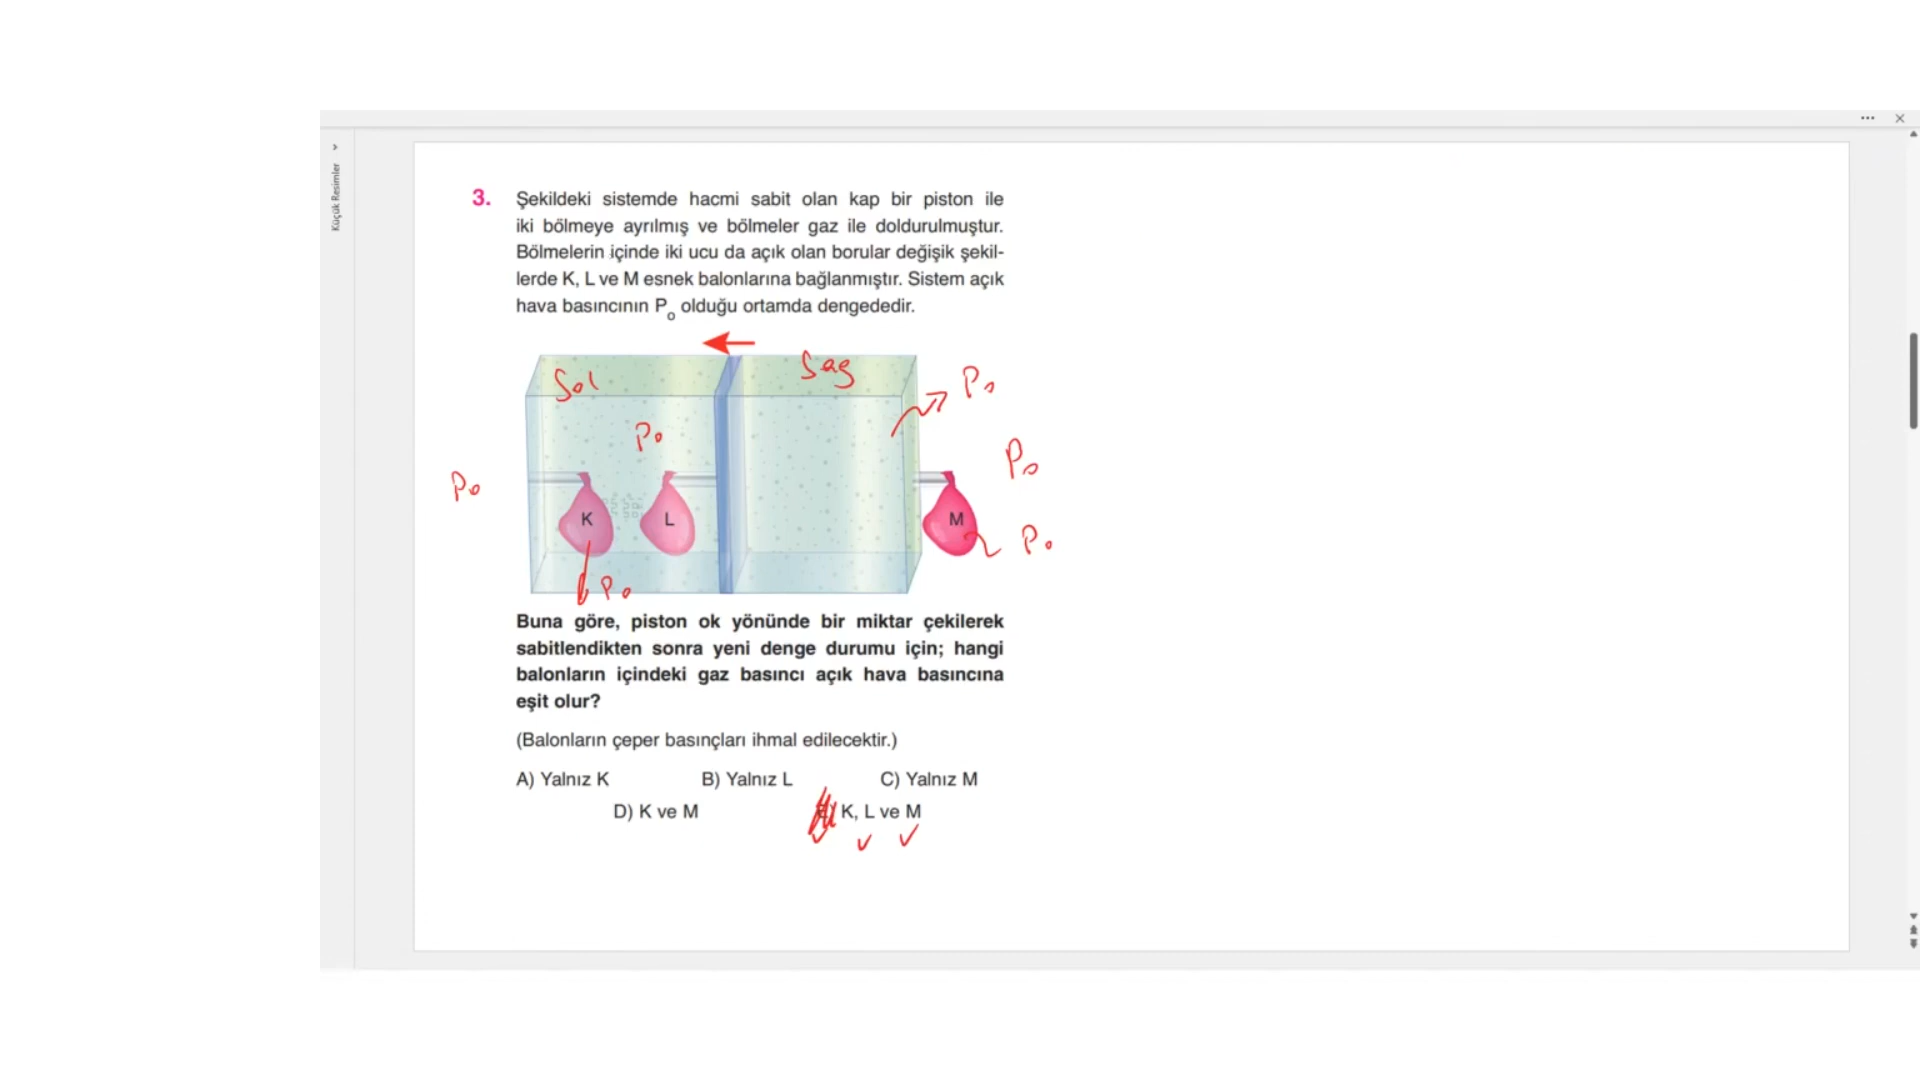 Küçük Resimler
3. Şekildeki sistemde hacmi sabit olan kap bir piston ile
iki bölmeye ayrılmış ve bölmeler gaz ile doldurulmuştur.
Bölmelerin içinde iki ucu da açık olan borular değişik şekil-
lerde K, L ve M esnek balonlarına bağlanmıştır. Sistem açık
hava basıncının Po olduğu ortamda dengededir.
Sol
Sağ
Po
Po
Po
Po
K
L
M
Po
Po
Buna göre, piston ok yönünde bir miktar çekilerek
sabitlendikten sonra yeni denge durumu için; hangi
balonların içindeki gaz basıncı açık hava basıncına
eşit olur?
(Balonların çeper basınçları ihmal edilecektir.)
A) Yalnız K B) Yalnız L C) Yalnız M
D) K ve M E) K, L ve M